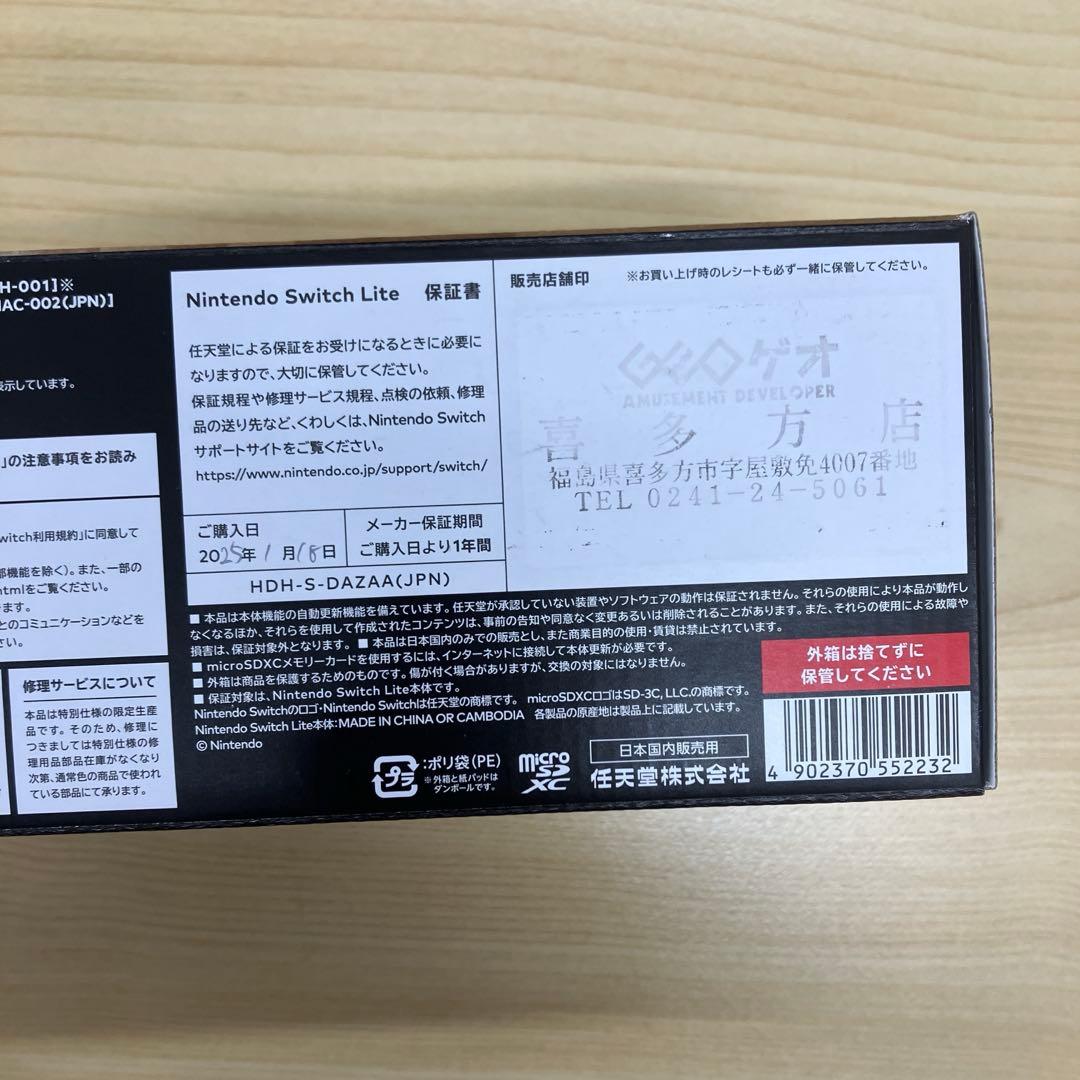 H-001]※
HAC-002(JPN)]
表示しています。
」の注意事項をお読み
witch利用規約」に同意して
部機能を除く)。また、一部の
htmlをご覧ください。
ます。
とのコミュニケーションなどを
さい。
修理サービスについて
本品は特別仕様の限定生産
品です。そのため、修理に
つきましては特別仕様の修
理用品部品在庫がなくなり
次第、通常色の商品で使われ
ている部品にて承ります。
Nintendo Switch Lite 保証書
任天堂による保証をお受けになるときに必要に
なりますので、大切に保管してください。
保証規程や修理サービス規程、点検の依頼、修理
品の送り先など、くわしくは、Nintendo Switch
サポートサイトをご覧ください。
https://www.nintendo.co.jp/support/switch/
ご購入日
2025年1月18日
メーカー保証期間
ご購入日より1年間
HDH-S-DAZAA(JPN)
販売店舗印 ※お買い上げ時のレシートも必ず一緒に保管してください。
GEOゲオ
AMUSEMENT DEVELOPER
喜多方店
福島県喜多方市字屋敷免4007番地
TEL 0241-24-5061
■ 本品は本体機能の自動更新機能を備えています。任天堂が承認していない装置やソフトウェアの動作は保証されません。それらの使用により本品が動作し
なくなるほか、それらを使用して作成されたコンテンツは、事前の告知や同意なく変更あるいは削除されることがあります。また、それらの使用による故障や
損害は、保証対象外となります。 ■ 本品は日本国内のみでの販売とし、また商業目的の使用・賃貸は禁止されています。
■ microSDXCメモリーカードを使用するには、インターネットに接続して本体更新が必要です。
■ 外箱は商品を保護するためのものです。傷が付く場合がありますが、交換の対象にはなりません。
■ 保証対象は、Nintendo Switch Lite本体です。
Nintendo Switchのロゴ・Nintendo Switchは任天堂の商標です。 microSDXCロゴはSD-3C, LLC.の商標です。
Nintendo Switch Lite本体:MADE IN CHINA OR CAMBODIA 各製品の原産地は製品上に記載しています。
© Nintendo
外箱は捨てずに
保管してください
プラ
:ポリ袋(PE)
※外箱と紙パッドは
ダンボールです。
micro
SD
XC
日本国内販売用
任天堂株式会社
4 902370 552232